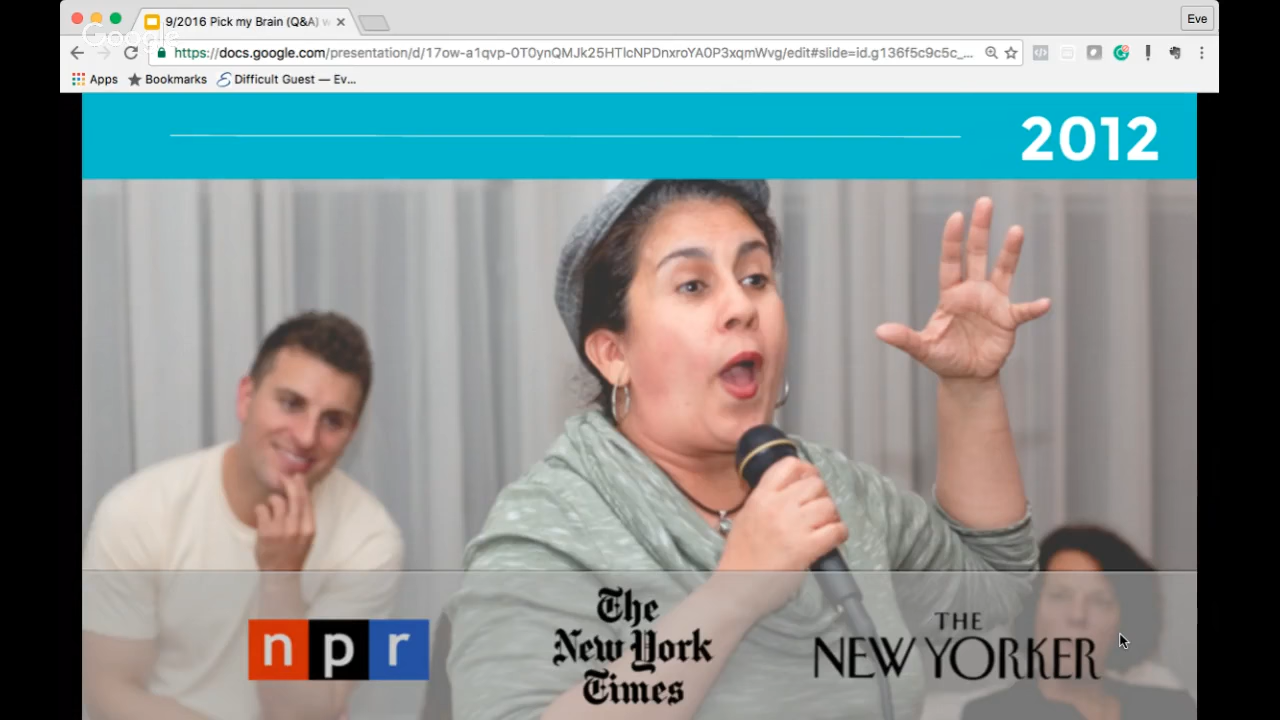 9/2016 Pick my Brain (Q&A) w
Eve
Google
https://docs.google.com/presentation/d/17ow-a1qvp-0T0ynQMJk25HTlcNPDnxroYA0P3xqmWvg/edit#slide=id.g136f5c9c5c_...
Apps
Bookmarks
Difficult Guest — Ev...
2012
npr
The
New York
Times
THE
NEW YORKER